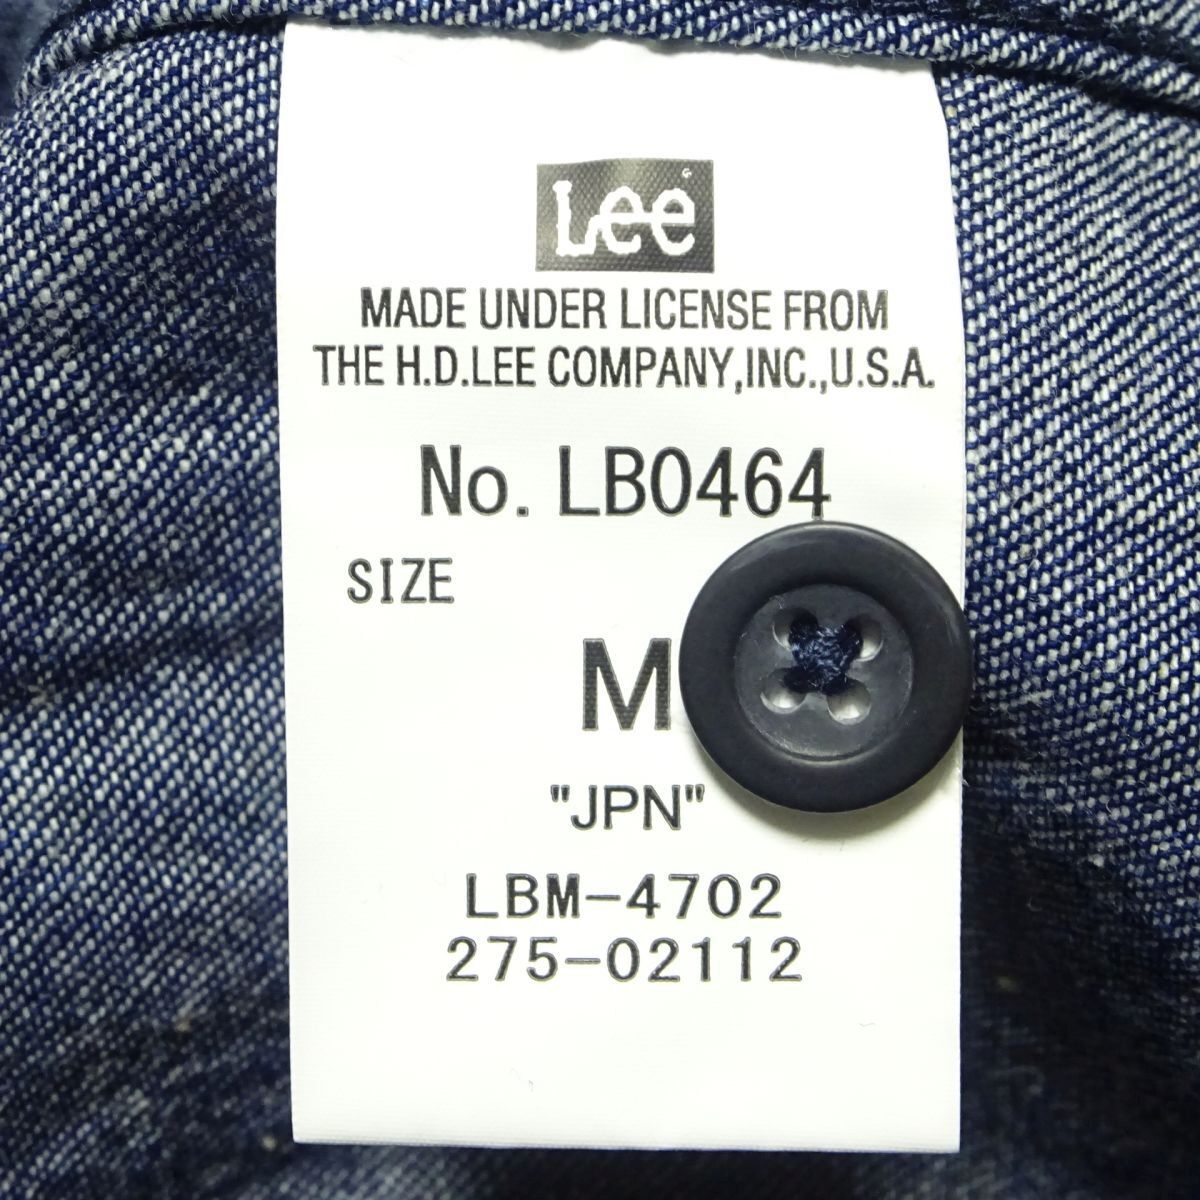 Lee
MADE UNDER LICENSE FROM
THE H.D.LEE COMPANY,INC.,U.S.A.
No. LB0464
SIZE
M
"JPN"
LBM-4702
275-02112